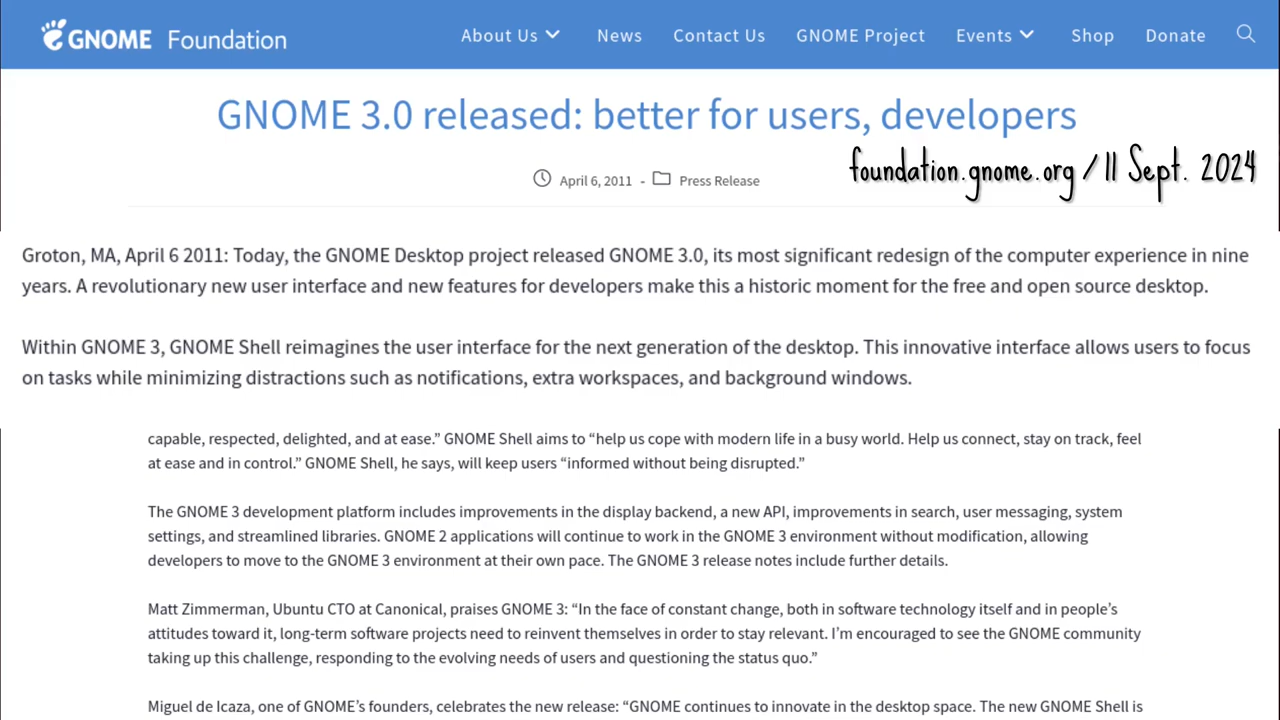 GNOME Foundation
About Us News Contact Us GNOME Project Events Shop Donate
GNOME 3.0 released: better for users, developers
April 6, 2011 - Press Release
foundation.gnome.org / 11 Sept. 2024
Groton, MA, April 6 2011: Today, the GNOME Desktop project released GNOME 3.0, its most significant redesign of the computer experience in nine
years. A revolutionary new user interface and new features for developers make this a historic moment for the free and open source desktop.
Within GNOME 3, GNOME Shell reimagines the user interface for the next generation of the desktop. This innovative interface allows users to focus
on tasks while minimizing distractions such as notifications, extra workspaces, and background windows.
capable, respected, delighted, and at ease.” GNOME Shell aims to “help us cope with modern life in a busy world. Help us connect, stay on track, feel
at ease and in control.” GNOME Shell, he says, will keep users “informed without being disrupted.”
The GNOME 3 development platform includes improvements in the display backend, a new API, improvements in search, user messaging, system
settings, and streamlined libraries. GNOME 2 applications will continue to work in the GNOME 3 environment without modification, allowing
developers to move to the GNOME 3 environment at their own pace. The GNOME 3 release notes include further details.
Matt Zimmerman, Ubuntu CTO at Canonical, praises GNOME 3: “In the face of constant change, both in software technology itself and in people’s
attitudes toward it, long-term software projects need to reinvent themselves in order to stay relevant. I’m encouraged to see the GNOME community
taking up this challenge, responding to the evolving needs of users and questioning the status quo.”
Miguel de Icaza, one of GNOME’s founders, celebrates the new release: “GNOME continues to innovate in the desktop space. The new GNOME Shell is